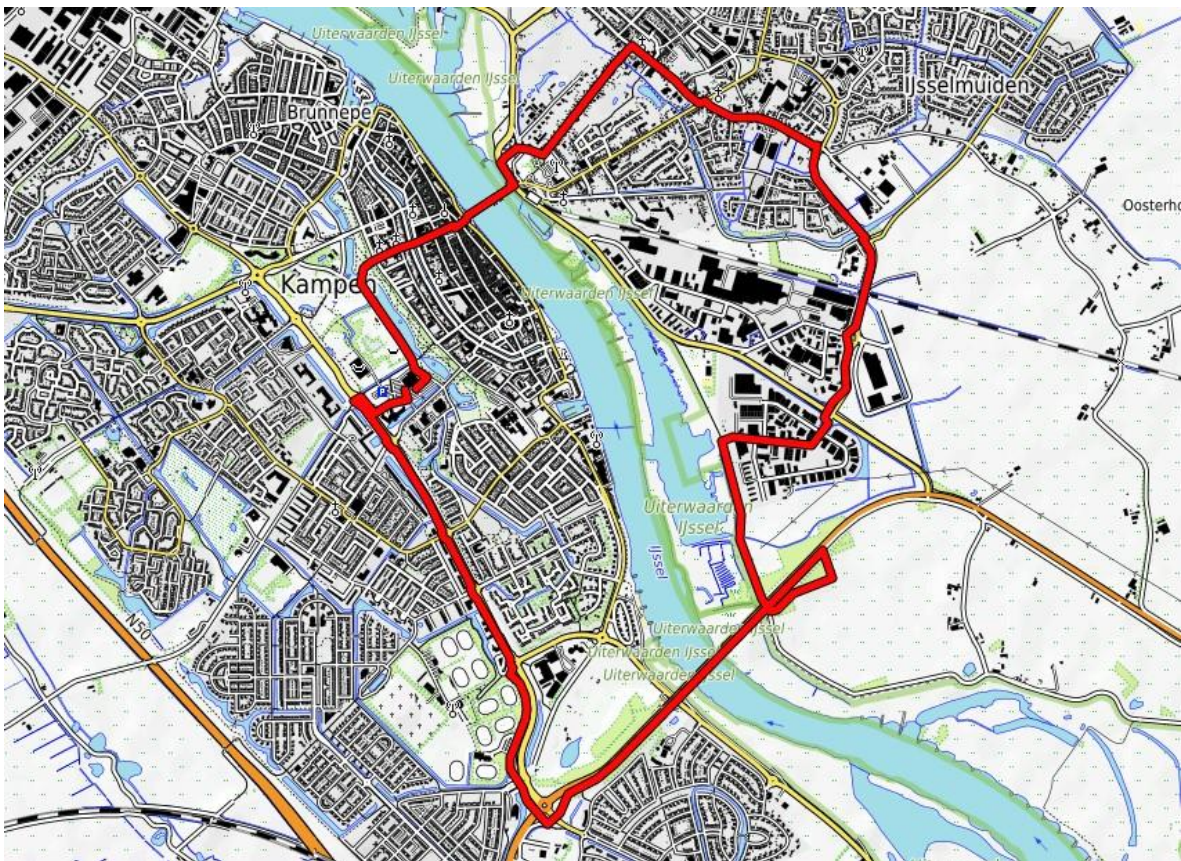 Uiterwaarden IJssel
Uiterwaarden IJssel
IJsselmuiden
Brunnepe
Oosterho
Kampen
Uiterwaarden IJssel
P
Uiterwaarden
IJssel
IJssel
N50
Uiterwaarden IJssel
Uiterwaarden IJssel
Uiterwaarden IJssel